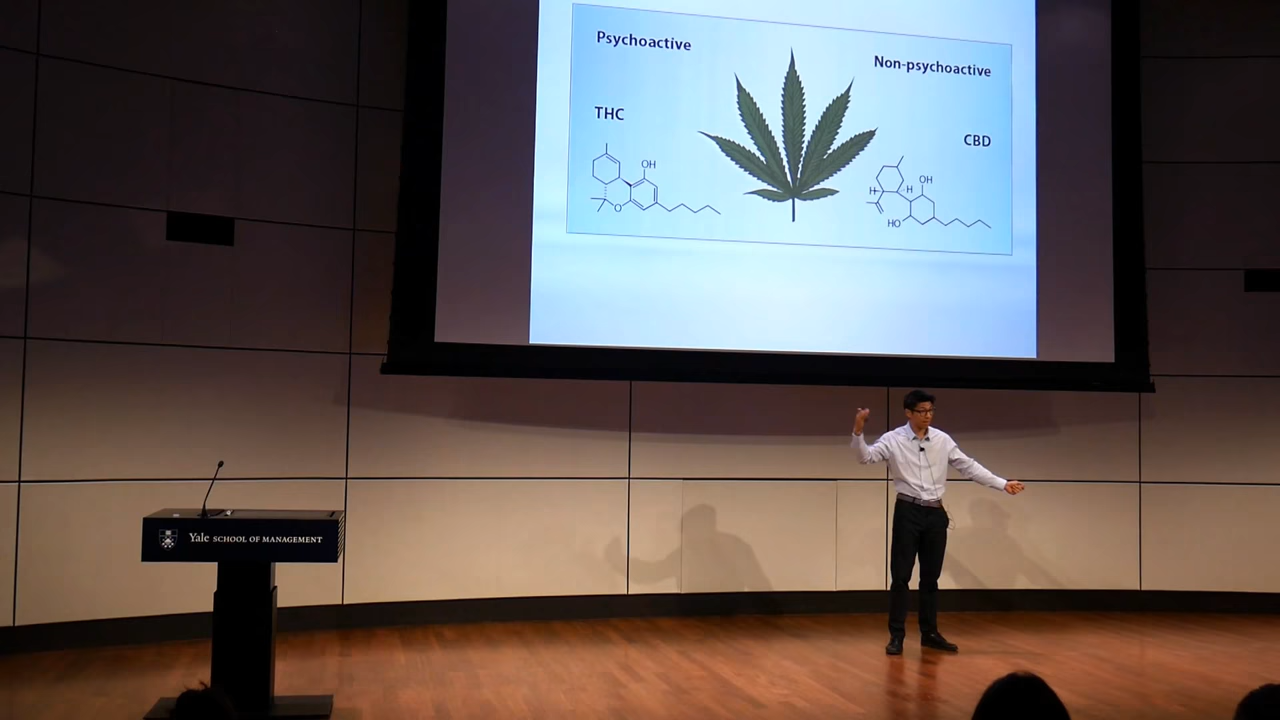 Psychoactive
Non-psychoactive
THC
CBD
OH
O
H
H
OH
HO
Yale SCHOOL OF MANAGEMENT